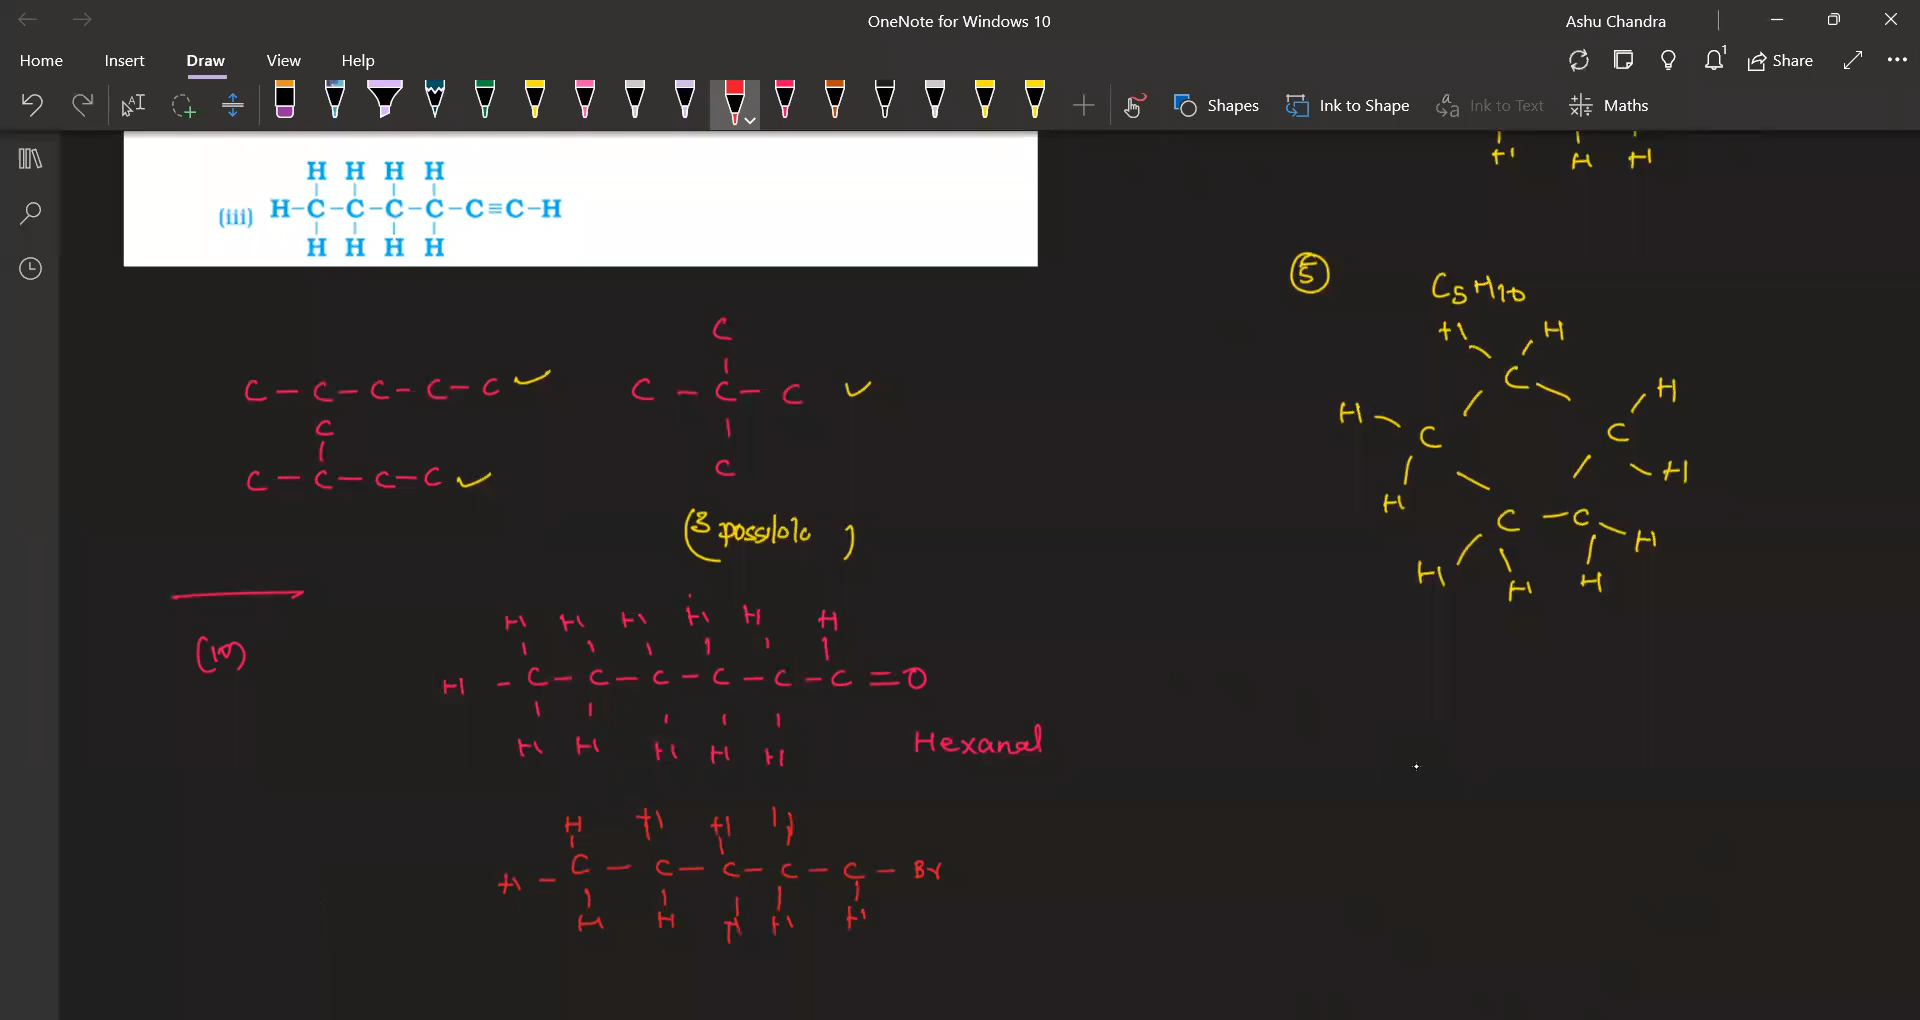 OneNote for Windows 10
Ashu Chandra
Home Insert Draw View Help
Share
Shapes Ink to Shape Ink to Text Maths
H H H H
(iii) H-C-C-C-C-C≡C-H
H H H H
H H H
5
C5H10
H H
C
H
H
C
C
H
H
C - C
H
H
H
H
C
C - C - C - C - C
C - C - C
C
C
C - C - C - C
(3 possible)
H H H H H H
H - C - C - C - C - C - C = O
H H H H H
Hexanal
H H H H
H - C - C - C - C - C - Br
H H H H H